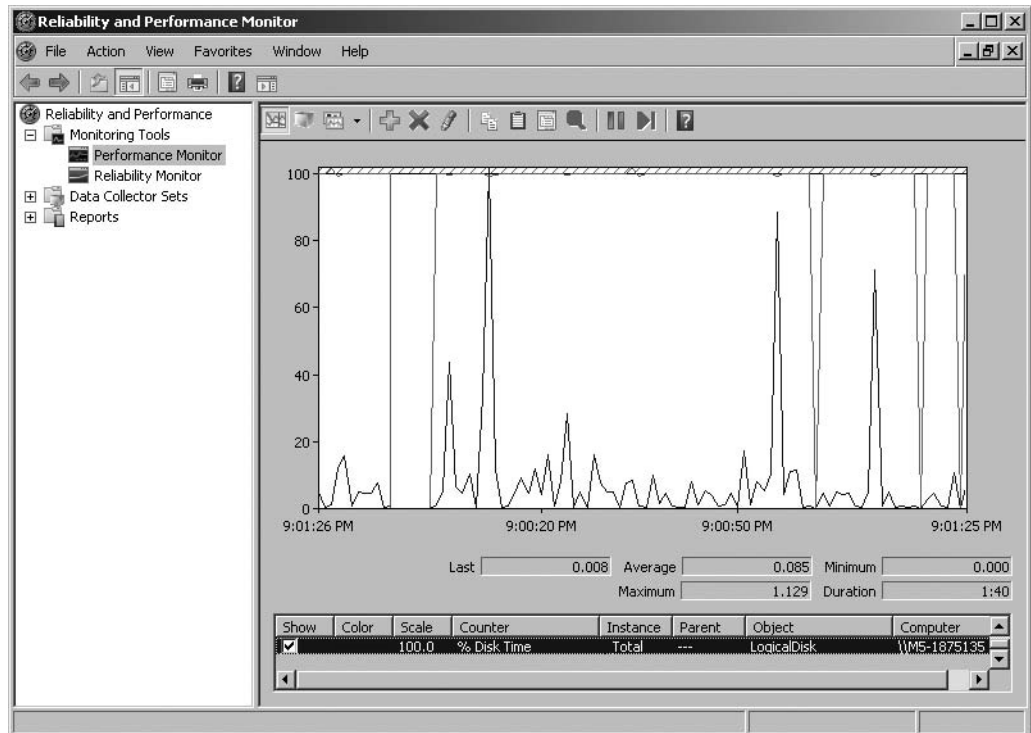 Reliability and Performance Monitor
File Action View Favorites Window Help
Reliability and Performance
Monitoring Tools
Performance Monitor
Reliability Monitor
Data Collector Sets
Reports
100
80
60
40
20
0
9:01:26 PM 9:00:20 PM 9:00:50 PM 9:01:25 PM
Last 0.008 Average 0.085 Minimum 0.000
Maximum 1.129 Duration 1:40
Show Color Scale Counter Instance Parent Object Computer
100.0 % Disk Time Total --- LogicalDisk \\M5-1875135